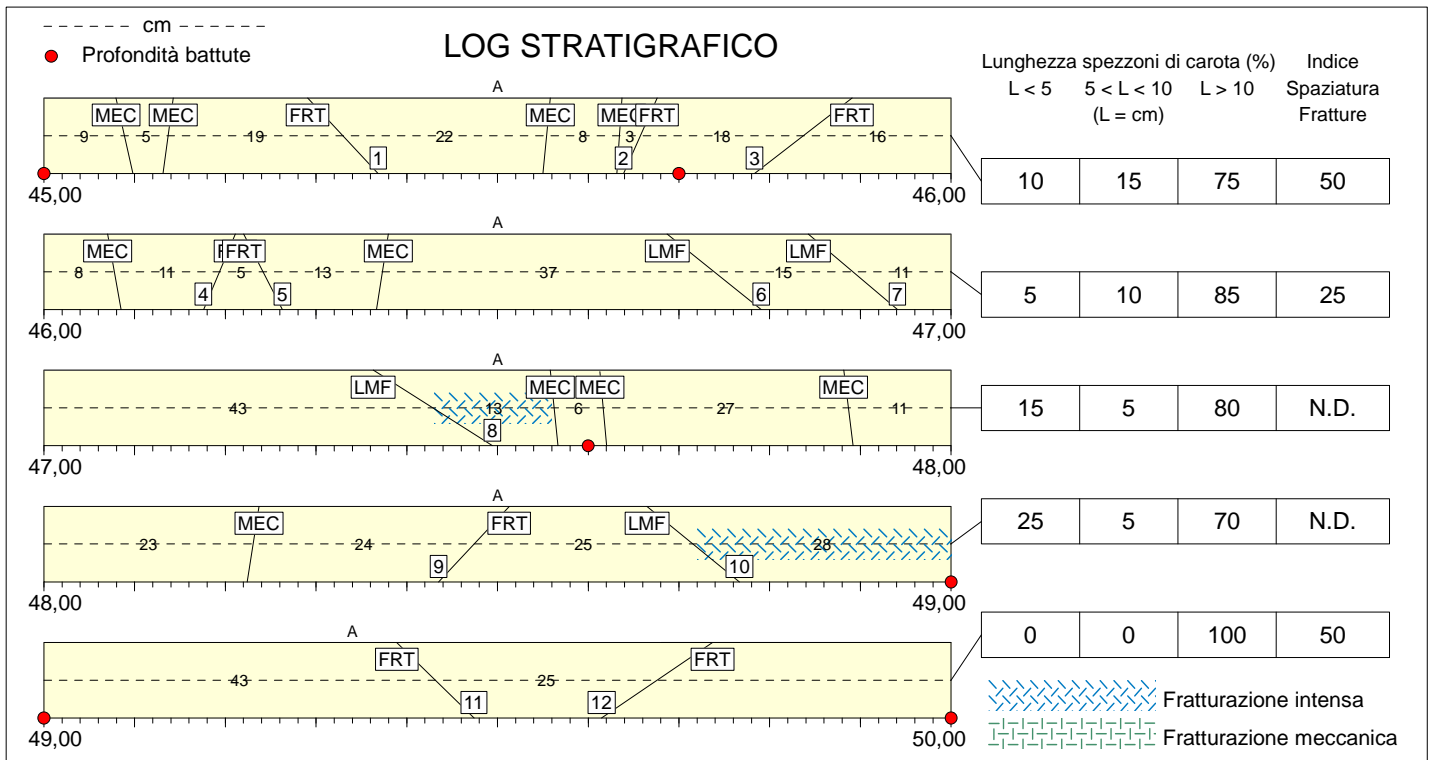 cm
Profondità battute
LOG STRATIGRAFICO
Lunghezza spezzoni di carota (%) Indice
L < 5 5 < L < 10 L > 10 Spaziatura
(L = cm) Fratture
A
MEC MEC FRT MEC MEC FRT FRT
9 5 19 22 8 3 18 16
1 2 3
45,00 46,00
10 15 75 50
A
MEC FRT MEC LMF LMF
8 11 5 13 37 15 11
4 5 6 7
46,00 47,00
5 10 85 25
A
LMF MEC MEC MEC
43 13 6 27 11
8
47,00 48,00
15 5 80 N.D.
A
MEC FRT LMF
23 24 25 28
9 10
48,00 49,00
25 5 70 N.D.
A
FRT FRT
43 25
11 12
49,00 50,00
0 0 100 50
Fratturazione intensa
Fratturazione meccanica